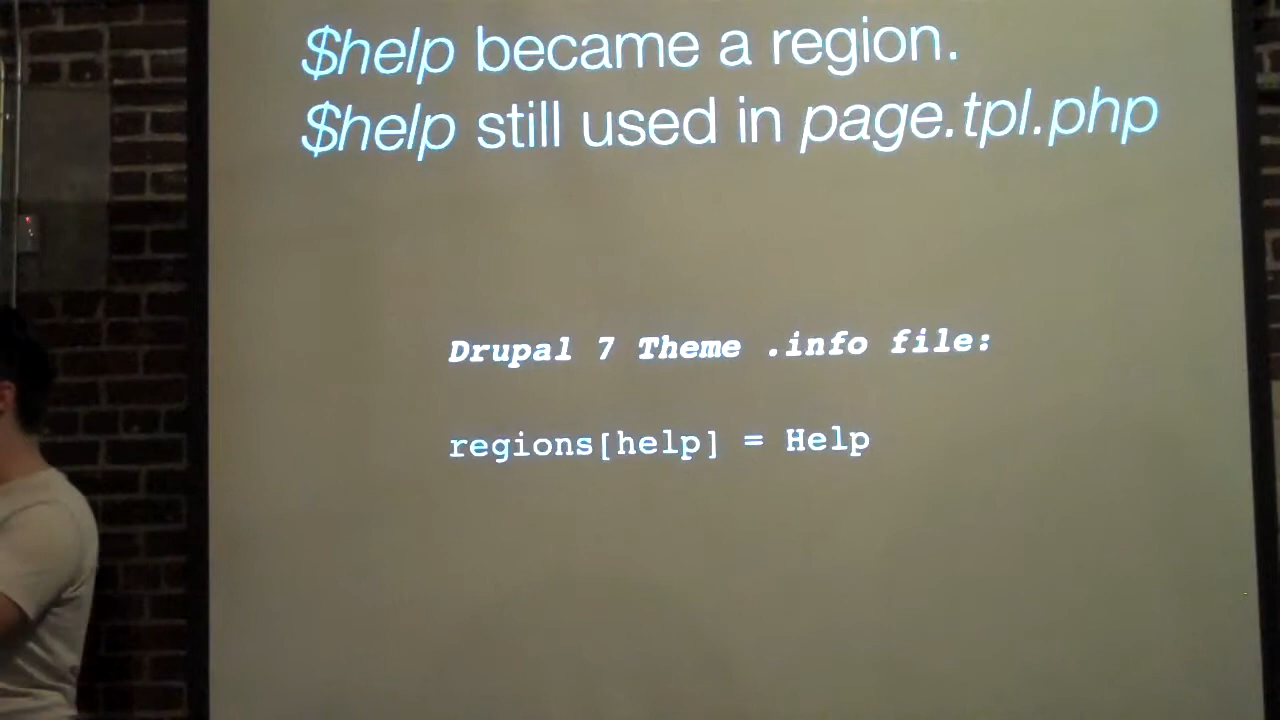 $help became a region.
$help still used in page.tpl.php
Drupal 7 Theme .info file:
regions[help] = Help